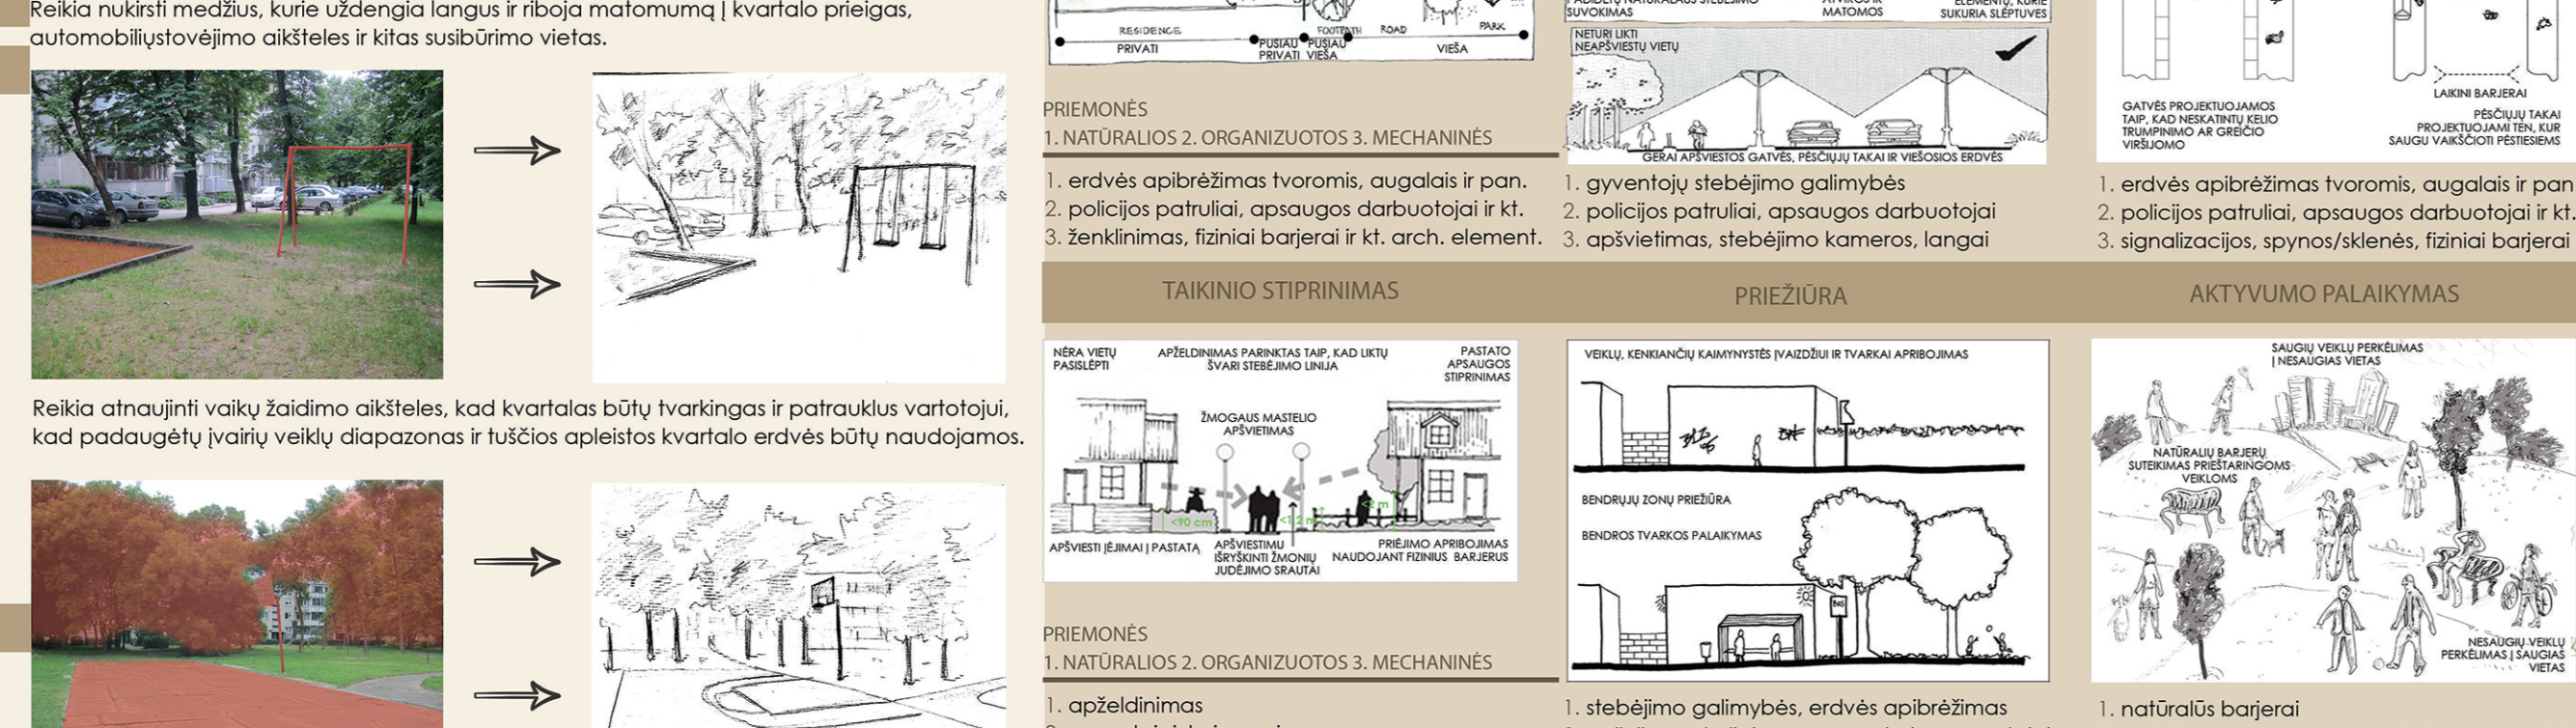 Reikia nukirsti medžius, kurie uždengia langus ir riboja matomumą į kvartalo prieigas,
automobiliųstovėjimo aikšteles ir kitas susibūrimo vietas.
Reikia atnaujinti vaikų žaidimo aikšteles, kad kvartalas būtų tvarkingas ir patrauklus vartotojui,
kad padaugėtų įvairių veiklų diapazonas ir tuščios apleistos kvartalo erdvės būtų naudojamos.
RESIDENCE
FOOTPATH
ROAD
PARK
PRIVATI
PUSIAU
PRIVATI
PUSIAU
VIEŠA
VIEŠA
PRIEMONĖS
1. NATŪRALIOS 2. ORGANIZUOTOS 3. MECHANINĖS
1. erdvės apibrėžimas tvoromis, augalais ir pan.
2. policijos patruliai, apsaugos darbuotojai ir kt.
3. ženklinimas, fiziniai barjerai ir kt. arch. element.
SUVOKIMAS
MATOMOS
ELEMENTŲ, KURIE
SUKURIA SLĖPTUVES
NETURI LIKTI
NEAPŠVIESTŲ VIETŲ
GERAI APŠVIESTOS GATVĖS, PĖSČIŲJŲ TAKAI IR VIEŠOSIOS ERDVĖS
1. gyventojų stebėjimo galimybės
2. policijos patruliai, apsaugos darbuotojai
3. apšvietimas, stebėjimo kameros, langai
GATVĖS PROJEKTUOJAMOS
TAIP, KAD NESKATINTŲ KELIO
TRUMPINIMO AR GREIČIO
VIRŠIJOMO
LAIKINI BARJERAI
PĖSČIŲJŲ TAKAI
PROJEKTUOJAMI TEN, KUR
SAUGU VAIKŠČIOTI PĖSTIESIEMS
1. erdvės apibrėžimas tvoromis, augalais ir pan
2. policijos patruliai, apsaugos darbuotojai ir kt.
3. signalizacijos, spynos/sklenės, fiziniai barjerai
TAIKINIO STIPRINIMAS
PRIEŽIŪRA
AKTYVUMO PALAIKYMAS
NĖRA VIETŲ
PASISLĖPTI
APŽELDINIMAS PARINKTAS TAIP, KAD LIKTŲ
ŠVARI STEBĖJIMO LINIJA
PASTATO
APSAUGOS
STIPRINIMAS
ŽMOGAUS MASTELIO
APŠVIETIMAS
<90 cm
<2 m
APŠVIESTI ĮĖJIMAI Į PASTATĄ
APŠVIESTIMU
IŠRYŠKINTI ŽMONIŲ
JUDĖJIMO SRAUTAI
PRIĖJIMO APRIBOJIMAS
NAUDOJANT FIZINIUS BARJERUS
PRIEMONĖS
1. NATŪRALIOS 2. ORGANIZUOTOS 3. MECHANINĖS
1. apželdinimas
VEIKLŲ, KENKIANČIŲ KAIMYNYSTĖS ĮVAIZDŽIUI IR TVARKAI APRIBOJIMAS
BENDRŲJŲ ZONŲ PRIEŽIŪRA
BENDROS TVARKOS PALAIKYMAS
BUS
1. stebėjimo galimybės, erdvės apibrėžimas
SAUGIŲ VEIKLŲ PERKĖLIMAS
Į NESAUGIAS VIETAS
NATŪRALIŲ BARJERŲ
SUTEIKIMAS PRIEŠTARINGOMS
VEIKLOMS
NESAUGIŲ VEIKLŲ
PERKĖLIMAS Į SAUGIAS
VIETAS
1. natūralūs barjerai